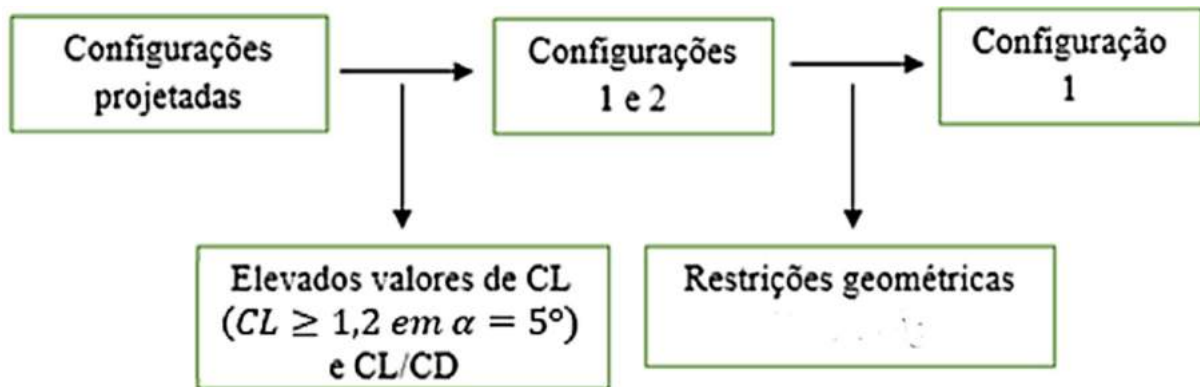 Configurações
projetadas
Configurações
1 e 2
Configuração
1
Elevados valores de CL
(CL ≥ 1,2 em α = 5°)
e CL/CD
Restrições geométricas